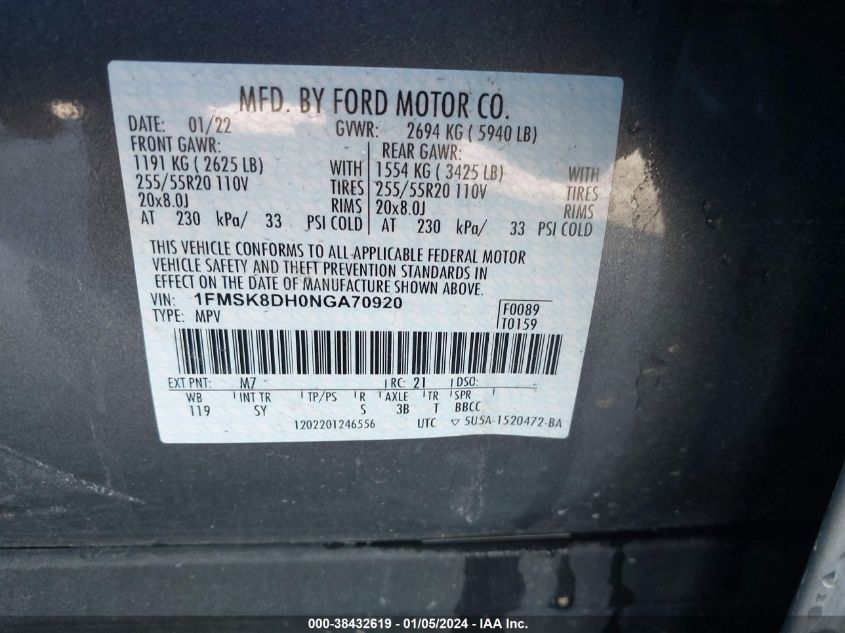 MFD. BY FORD MOTOR CO.
DATE: 01/22 GVWR: 2694 KG ( 5940 LB)
FRONT GAWR: REAR GAWR:
1191 KG ( 2625 LB) WITH 1554 KG ( 3425 LB) WITH
255/55R20 110V TIRES 255/55R20 110V TIRES
20x8.0J RIMS 20x8.0J RIMS
AT 230 kPa/ 33 PSI COLD AT 230 kPa/ 33 PSI COLD
THIS VEHICLE CONFORMS TO ALL APPLICABLE FEDERAL MOTOR
VEHICLE SAFETY AND THEFT PREVENTION STANDARDS IN
EFFECT ON THE DATE OF MANUFACTURE SHOWN ABOVE.
VIN: 1FMSK8DH0NGA70920 F0089
TYPE: MPV T0159
EXT PNT: M7 RC: 21 DSO:
WB INT TR TP/PS R AXLE TR SPR
119 SY S 3B T BBCC
1202201246556 UTC ▽ 5U5A-1520472-BA
000-38432619 - 01/05/2024 - IAAI.com